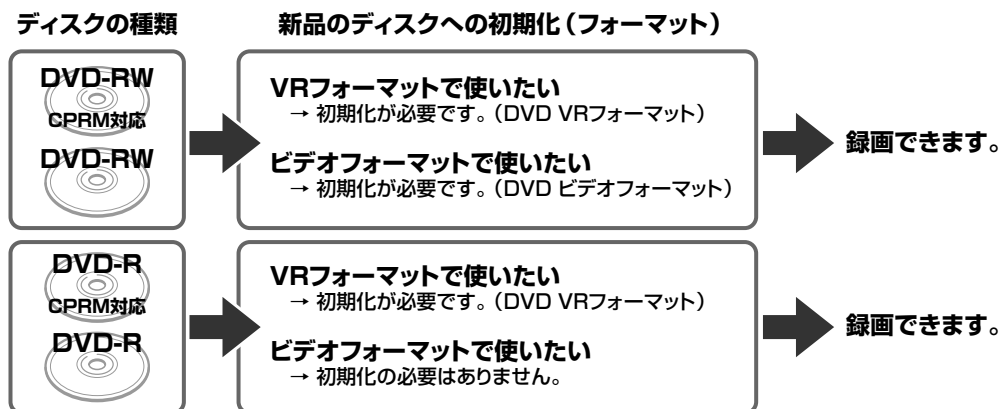 ディスクの種類
新品のディスクへの初期化（フォーマット）
DVD-RW
CPRM対応
DVD-RW
VRフォーマットで使いたい
→ 初期化が必要です。（DVD VRフォーマット）
ビデオフォーマットで使いたい
→ 初期化が必要です。（DVD ビデオフォーマット）
録画できます。
DVD-R
CPRM対応
DVD-R
VRフォーマットで使いたい
→ 初期化が必要です。（DVD VRフォーマット）
ビデオフォーマットで使いたい
→ 初期化の必要はありません。
録画できます。